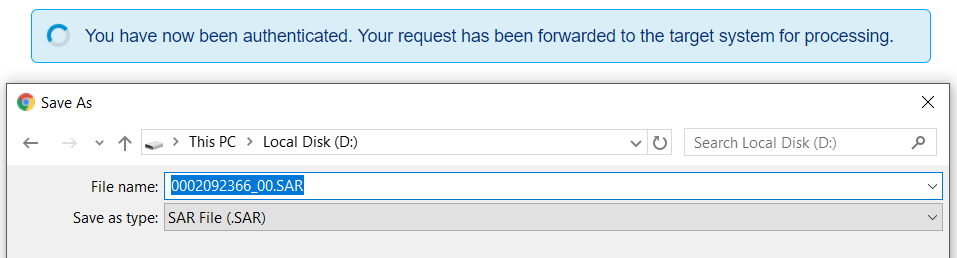 You have now been authenticated. Your request has been forwarded to the target system for processing.
Save As
This PC > Local Disk (D:)
Search Local Disk (D:)
File name: 0002092366_00.SAR
Save as type: SAR File (.SAR)